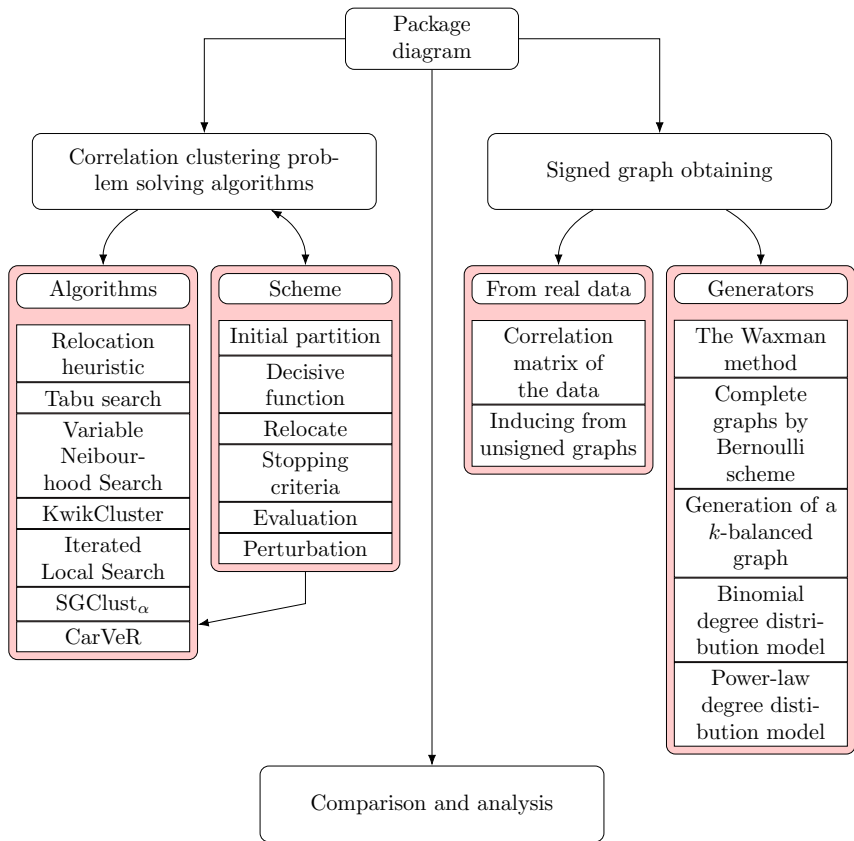 Package
diagram
Correlation clustering prob-
lem solving algorithms
Signed graph obtaining
Algorithms
Relocation
heuristic
Tabu search
Variable
Neibour-
hood Search
KwikCluster
Iterated
Local Search
SGClustα
CarVeR
Scheme
Initial partition
Decisive
function
Relocate
Stopping
criteria
Evaluation
Perturbation
From real data
Correlation
matrix of
the data
Inducing from
unsigned graphs
Generators
The Waxman
method
Complete
graphs by
Bernoulli
scheme
Generation of a
k-balanced
graph
Binomial
degree distri-
bution model
Power-law
degree disti-
bution model
Comparison and analysis